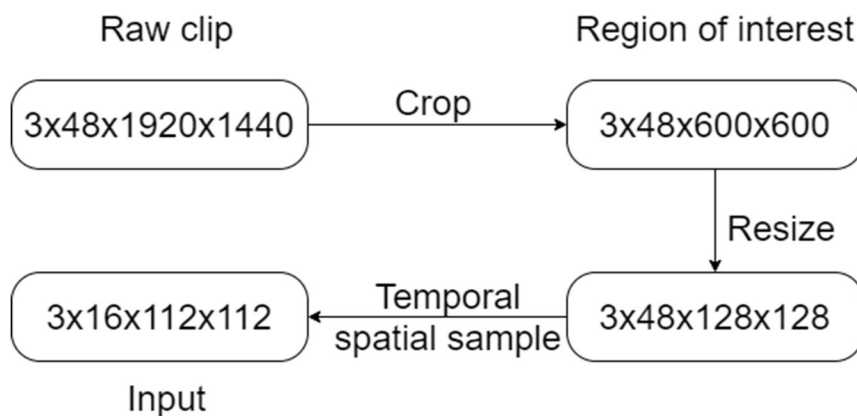 Raw clip
Region of interest
3x48x1920x1440
Crop
3x48x600x600
Resize
3x16x112x112
Temporal
spatial sample
3x48x128x128
Input